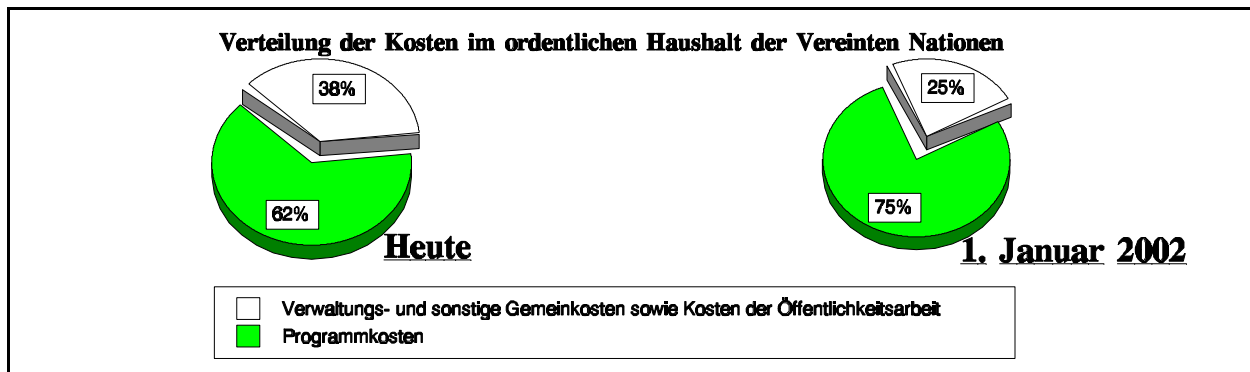 Verteilung der Kosten im ordentlichen Haushalt der Vereinten Nationen
38%
62%
Heute
25%
75%
1. Januar 2002
Verwaltungs- und sonstige Gemeinkosten sowie Kosten der Öffentlichkeitsarbeit
Programmkosten